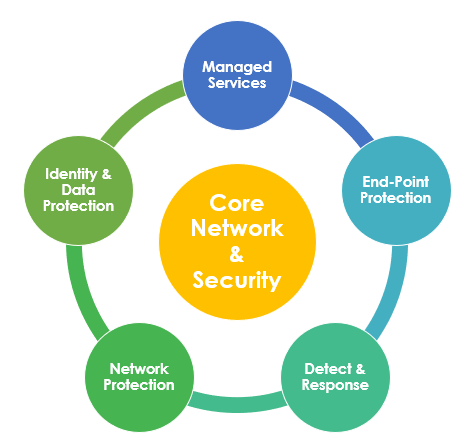 Managed
Services
End-Point
Protection
Detect &
Response
Network
Protection
Identity &
Data
Protection
Core
Network
&
Security